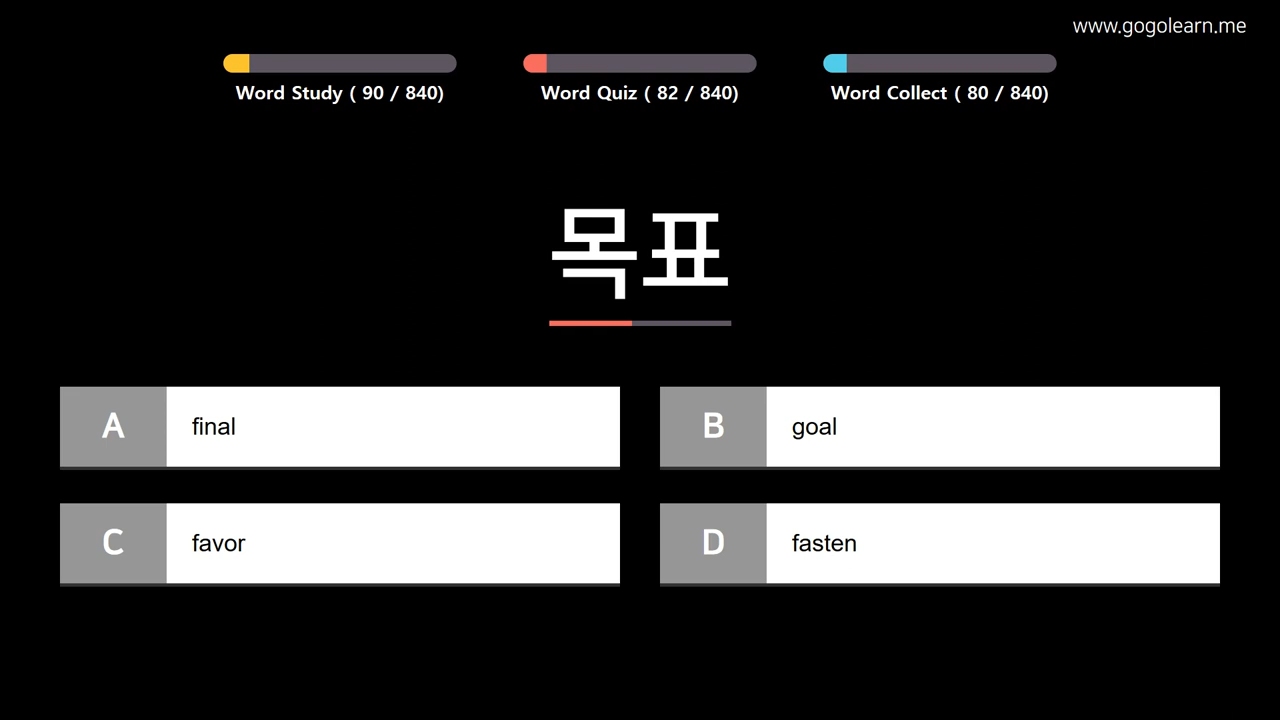 www.gogolearn.me
Word Study ( 90 / 840)
Word Quiz ( 82 / 840)
Word Collect ( 80 / 840)
목표
A final
B goal
C favor
D fasten